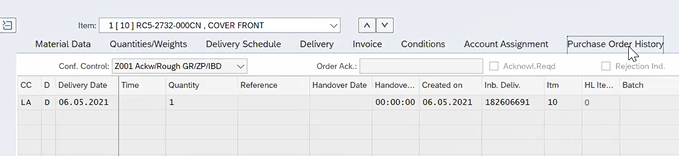 Item: 1 [ 10 ] RC5-2732-000CN , COVER FRONT
Material Data Quantities/Weights Delivery Schedule Delivery Invoice Conditions Account Assignment Purchase Order History
Conf. Control: Z001 Ackw/Rough GR/ZP/IBD Order Ack.: Acknowl.Reqd Rejection Ind.
CC D Delivery Date Time Quantity Reference Handover Date Handove... Created on Inb. Deliv. Itm HL Ite... Batch
LA D 06.05.2021 1 00:00:00 06.05.2021 182606691 10 0